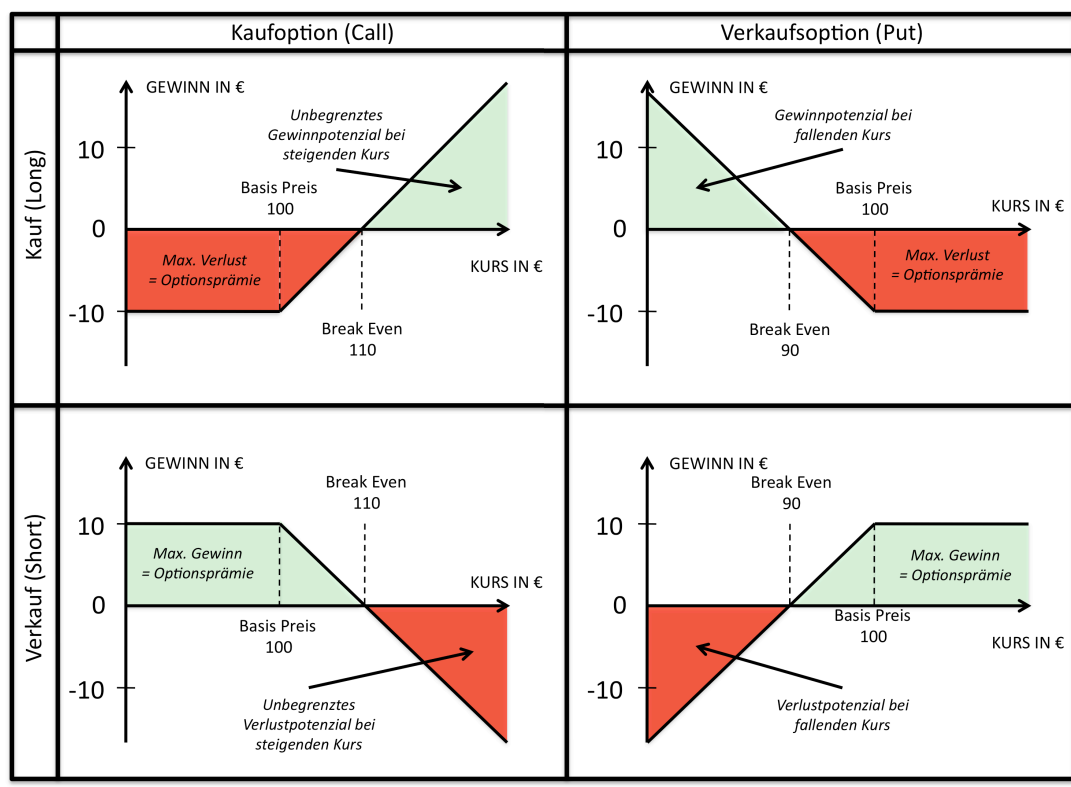 Kaufoption (Call)
Verkaufsoption (Put)
Kauf (Long)
GEWINN IN €
Unbegrenztes
Gewinnpotenzial bei
steigenden Kurs
10
Basis Preis
100
0
KURS IN €
Max. Verlust
= Optionsprämie
-10
Break Even
110
GEWINN IN €
Gewinnpotenzial bei
fallenden Kurs
10
Basis Preis
100
KURS IN €
0
Max. Verlust
= Optionsprämie
-10
Break Even
90
Verkauf (Short)
GEWINN IN €
Break Even
110
10
Max. Gewinn
= Optionsprämie
KURS IN €
0
Basis Preis
100
-10
Unbegrenztes
Verlustpotenzial bei
steigenden Kurs
GEWINN IN €
Break Even
90
10
Max. Gewinn
= Optionsprämie
0
Basis Preis
100
KURS IN €
-10
Verlustpotenzial bei
fallenden Kurs